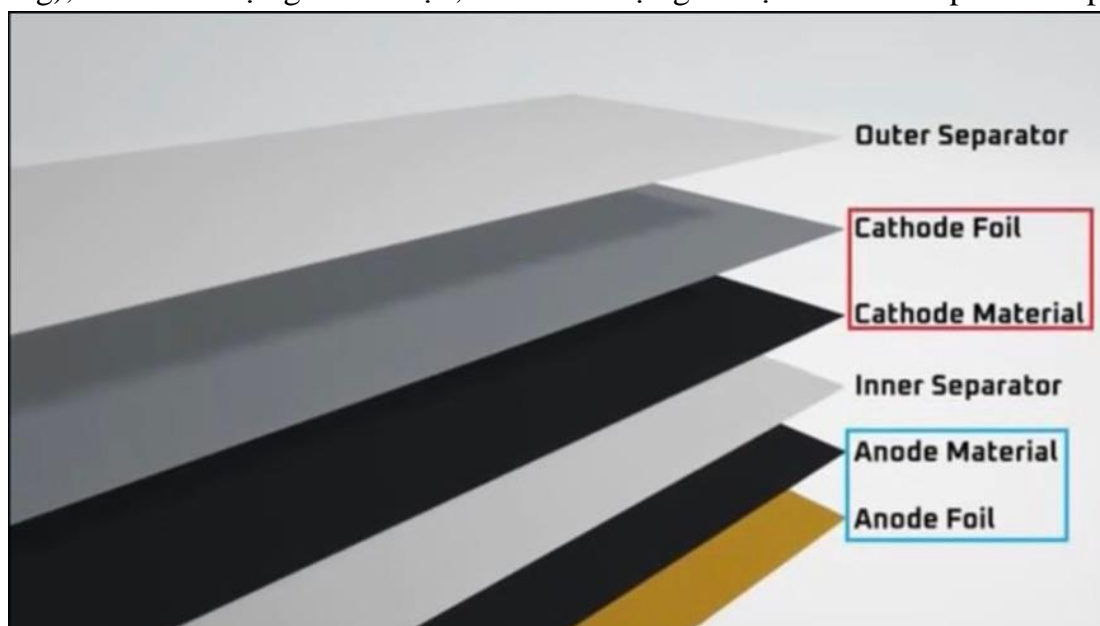 Outer Separator
Cathode Foil
Cathode Material
Inner Separator
Anode Material
Anode Foil